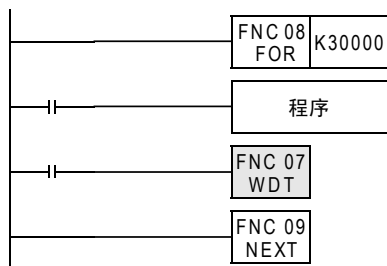 FNC 08
FOR
K30000
程序
FNC 07
WDT
FNC 09
NEXT